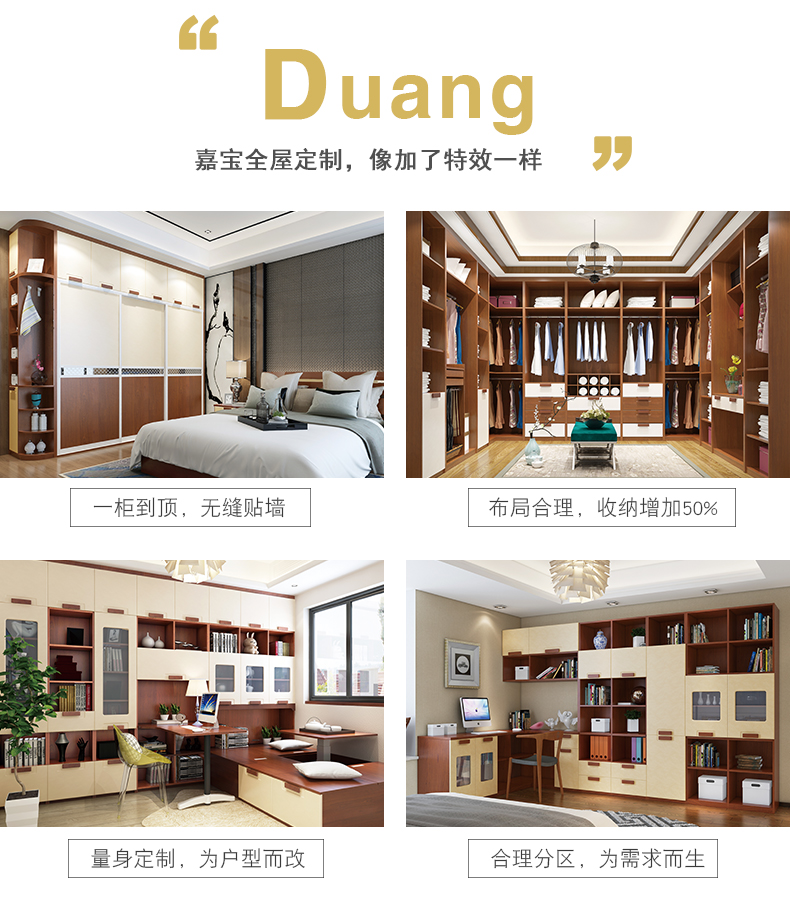 “
Duang
嘉宝全屋定制，像加了特效一样
”
一柜到顶，无缝贴墙
布局合理，收纳增加50%
量身定制，为户型而改
合理分区，为需求而生